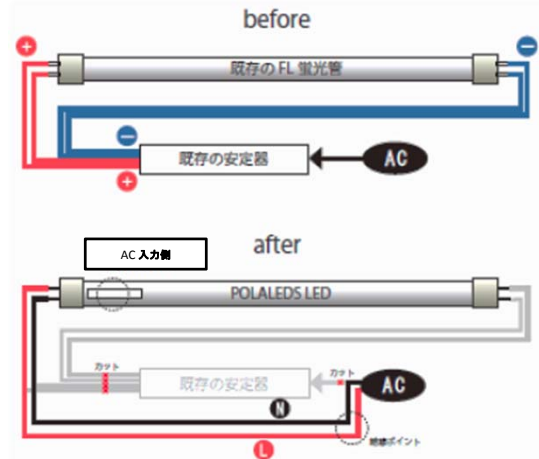 before
+
−
既存の FL 蛍光管
−
既存の安定器
AC
+
after
AC 入力側
POLALEDS LED
カット
カット
既存の安定器
AC
N
L
絶縁ポイント